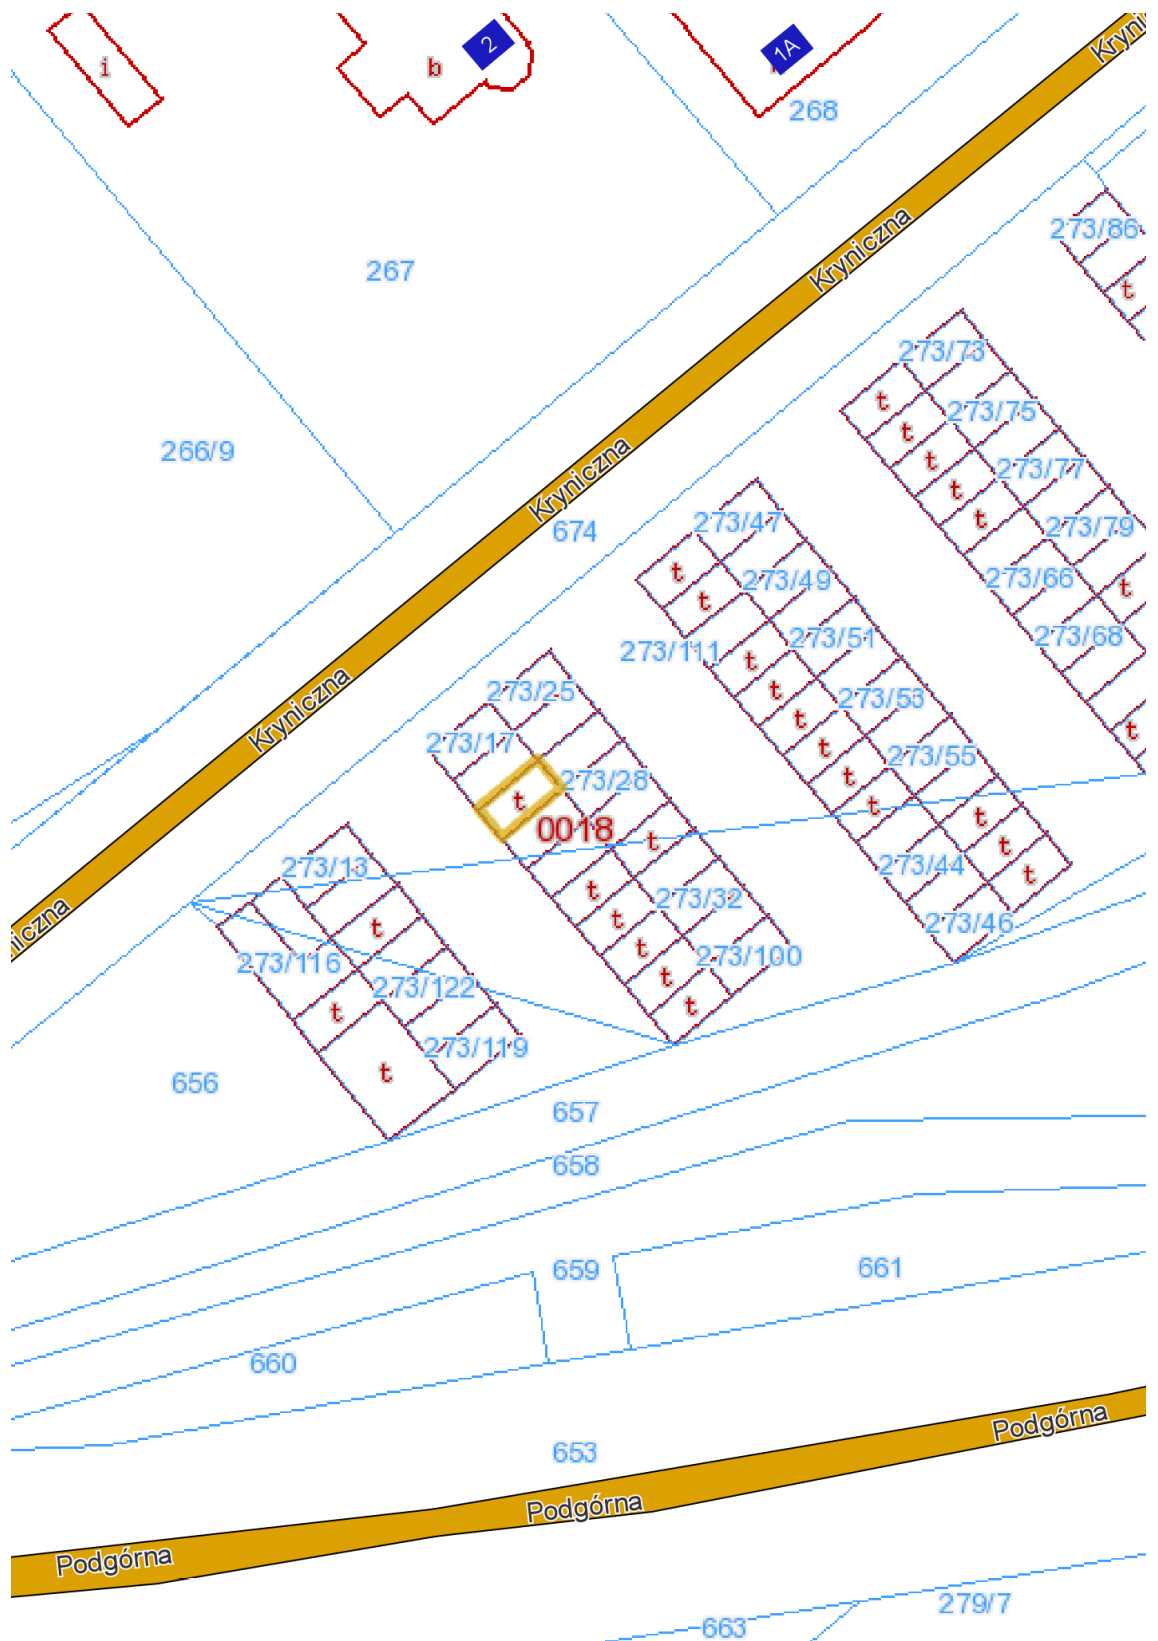 Kryni
2
1A
i
b
268
273/86
Kryniczna
267
t
273/73
t
273/75
t
266/9
Kryniczna
t
273/77
t
273/47
t
273/79
674
t
273/49
273/66
t
t
273/51
273/68
273/111
t
Kryniczna
273/25
t
273/53
t
t
273/17
273/55
t
273/28
t
t
t
t
0018
t
t
273/13
273/44
t
t
t
273/32
iczna
t
t
273/46
t
273/116
273/100
t
273/122
t
t
273/119
t
656
657
658
659
661
660
Podgórna
653
Podgórna
Podgórna
279/7
663